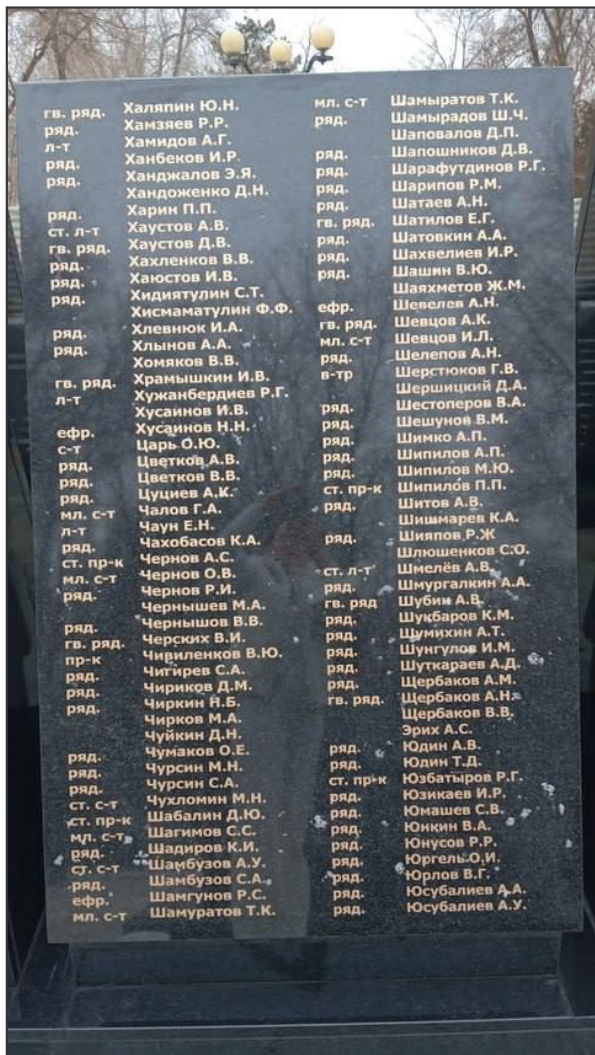 гв. ряд. Халяпин Ю.Н.
ряд. Хамзяев Р.Р.
л-т Хамидов А.Г.
ряд. Ханбеков И.Р.
ряд. Ханджалов Э.Я.
Хандоженко Д.Н.
ряд. Харин П.П.
ст. л-т Хаустов А.В.
гв. ряд. Хаустов Д.В.
ряд. Хахленков В.В.
ряд. Хаюстов И.В.
ряд. Хидиятулин С.Т.
Хисмаматулин Ф.Ф.
ряд. Хлевнюк И.А.
ряд. Хлынов А.А.
Хомяков В.В.
гв. ряд. Храмышкин И.В.
л-т Хужанбердиев Р.Г.
Хусаинов И.В.
ефр. Хусаинов Н.Н.
с-т Царь О.Ю.
ряд. Цветков А.В.
ряд. Цветков В.В.
ряд. Цуциев А.К.
мл. с-т Чалов Г.А.
л-т Чаун Е.Н.
ряд. Чахобасов К.А.
ст. пр-к Чернов А.С.
мл. с-т Чернов О.В.
ряд. Чернов Р.И.
Чернышев М.А.
ряд. Чернышов В.В.
гв. ряд. Черских В.И.
пр-к Чивиленков В.Ю.
ряд. Чигирев С.А.
ряд. Чириков Д.М.
ряд. Чиркин Н.Б.
Чирков М.А.
Чуйкин Д.Н.
ряд. Чумаков О.Е.
ряд. Чурсин М.Н.
ряд. Чурсин С.А.
ст. с-т Чухломин М.Н.
ст. пр-к Шабалин Д.Ю.
мл. с-т Шагимов С.С.
ряд. Шадиров К.И.
ст. с-т Шамбузов А.У.
ряд. Шамбузов С.А.
ефр. Шамгунов Р.С.
мл. с-т Шамуратов Т.К.
мл. с-т Шамыратов Т.К.
ряд. Шамырадов Ш.Ч.
Шаповалов Д.П.
ряд. Шапошников Д.В.
ряд. Шарафутдинов Р.Г.
ряд. Шарипов Р.М.
ряд. Шатаев А.Н.
гв. ряд. Шатилов Е.Г.
ряд. Шатовкин А.А.
ряд. Шахвелиев И.Р.
ряд. Шашин В.Ю.
Шаяхметов Ж.М.
ефр. Шевелев А.Н.
гв. ряд. Шевцов А.К.
мл. с-т Шевцов И.Л.
ряд. Шелепов А.Н.
в-тр Шерстюков Г.В.
Шершицкий Д.А.
ряд. Шестоперов В.А.
ряд. Шешунов В.М.
ряд. Шимко А.П.
ряд. Шипилов А.П.
ряд. Шипилов М.Ю.
ст. пр-к Шипилов П.П.
ряд. Шитов А.В.
Шишмарев К.А.
ряд. Шияпов Р.Ж
Шлюшенков С.О.
ст. л-т Шмелёв А.В.
ряд. Шмургалкин А.А.
гв. ряд Шубин А.В.
ряд. Шукбаров К.М.
ряд. Шумихин А.Т.
ряд. Шунгулов И.М.
ряд. Шуткараев А.Д.
ряд. Щербаков А.М.
гв. ряд. Щербаков А.Н.
Щербаков В.В.
Эрих А.С.
ряд. Юдин А.В.
ряд. Юдин Т.Д.
ст. пр-к Юзбатыров Р.Г.
ряд. Юзикаев И.Р.
ряд. Юмашев С.В.
ряд. Юнкин В.А.
ряд. Юнусов Р.Р.
ряд. Юргель О.И.
ряд. Юрлов В.Г.
ряд. Юсубалиев А.А.
ряд. Юсубалиев А.У.